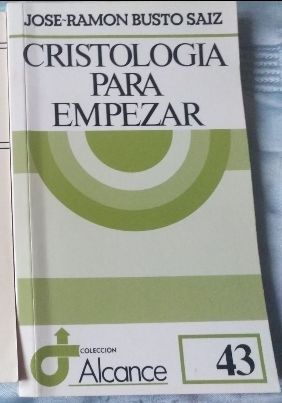 JOSE-RAMON BUSTO SAIZ
CRISTOLOGIA
PARA
EMPEZAR
COLECCION
Alcance
43